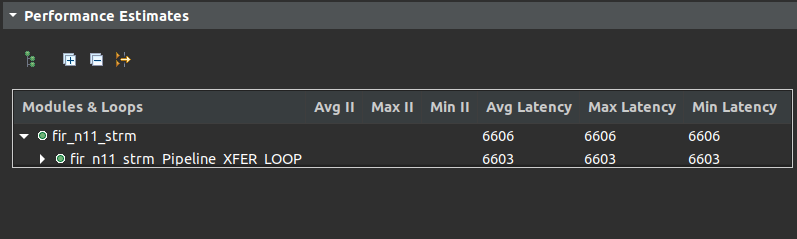 Performance Estimates
Modules & Loops Avg II Max II Min II Avg Latency Max Latency Min Latency
fir_n11_strm 6606 6606 6606
fir_n11_strm_Pipeline_XFER_LOOP 6603 6603 6603